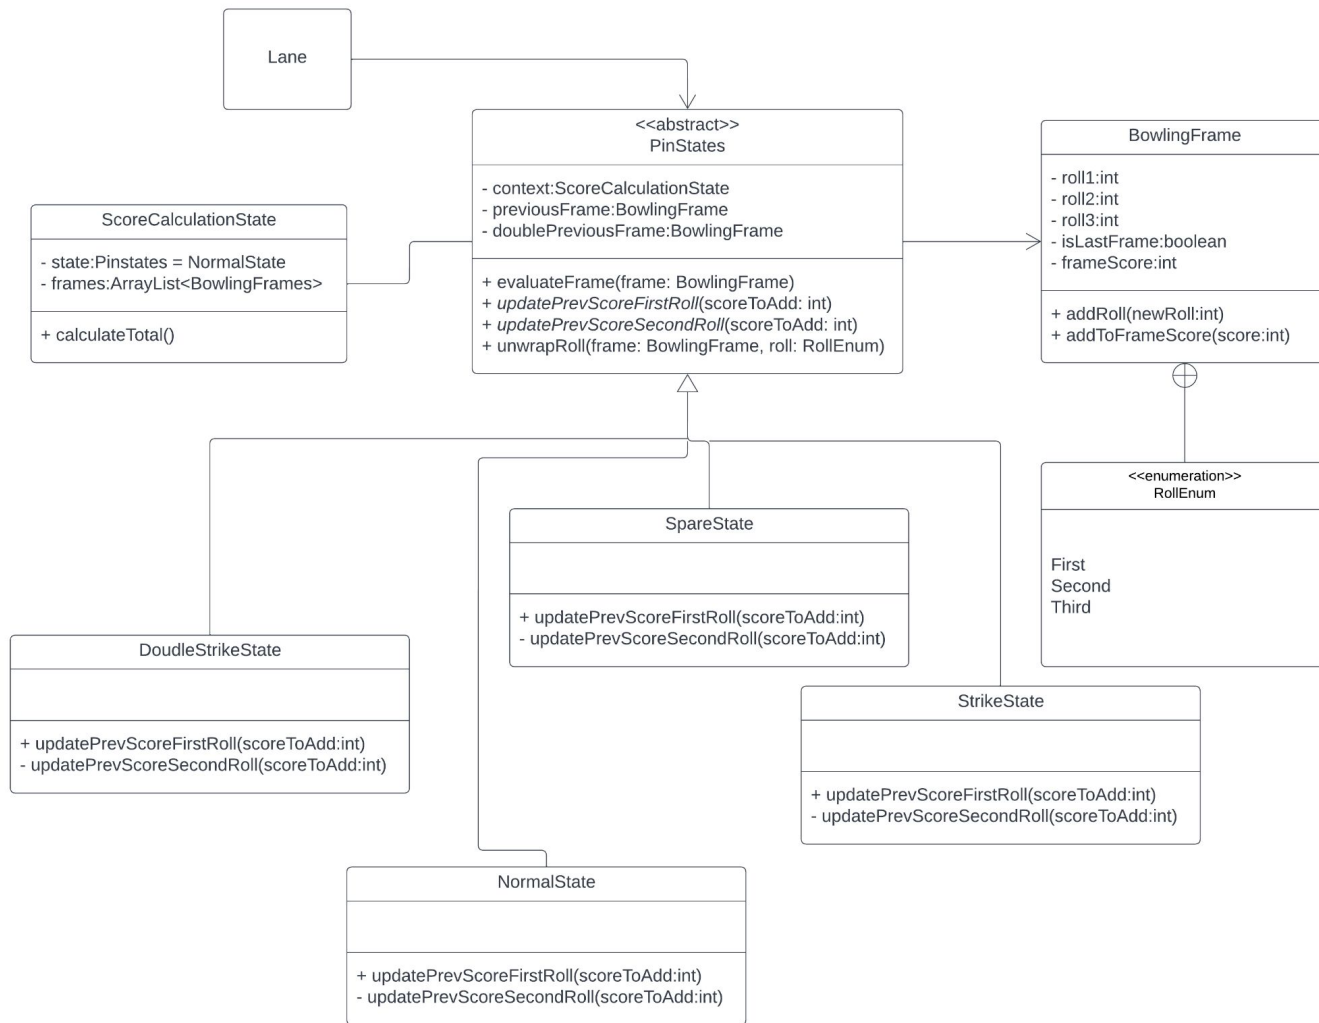 Lane
<<abstract>>
PinStates
- context:ScoreCalculationState
- previousFrame:BowlingFrame
- doublePreviousFrame:BowlingFrame
+ evaluateFrame(frame: BowlingFrame)
+ updatePrevScoreFirstRoll(scoreToAdd: int)
+ updatePrevScoreSecondRoll(scoreToAdd: int)
+ unwrapRoll(frame: BowlingFrame, roll: RollEnum)
BowlingFrame
- roll1:int
- roll2:int
- roll3:int
- isLastFrame:boolean
- frameScore:int
+ addRoll(newRoll:int)
+ addToFrameScore(score:int)
ScoreCalculationState
- state:Pinstates = NormalState
- frames:ArrayList<BowlingFrames>
+ calculateTotal()
<<enumeration>>
RollEnum
First
Second
Third
SpareState
+ updatePrevScoreFirstRoll(scoreToAdd:int)
- updatePrevScoreSecondRoll(scoreToAdd:int)
DoudleStrikeState
+ updatePrevScoreFirstRoll(scoreToAdd:int)
- updatePrevScoreSecondRoll(scoreToAdd:int)
StrikeState
+ updatePrevScoreFirstRoll(scoreToAdd:int)
- updatePrevScoreSecondRoll(scoreToAdd:int)
NormalState
+ updatePrevScoreFirstRoll(scoreToAdd:int)
- updatePrevScoreSecondRoll(scoreToAdd:int)